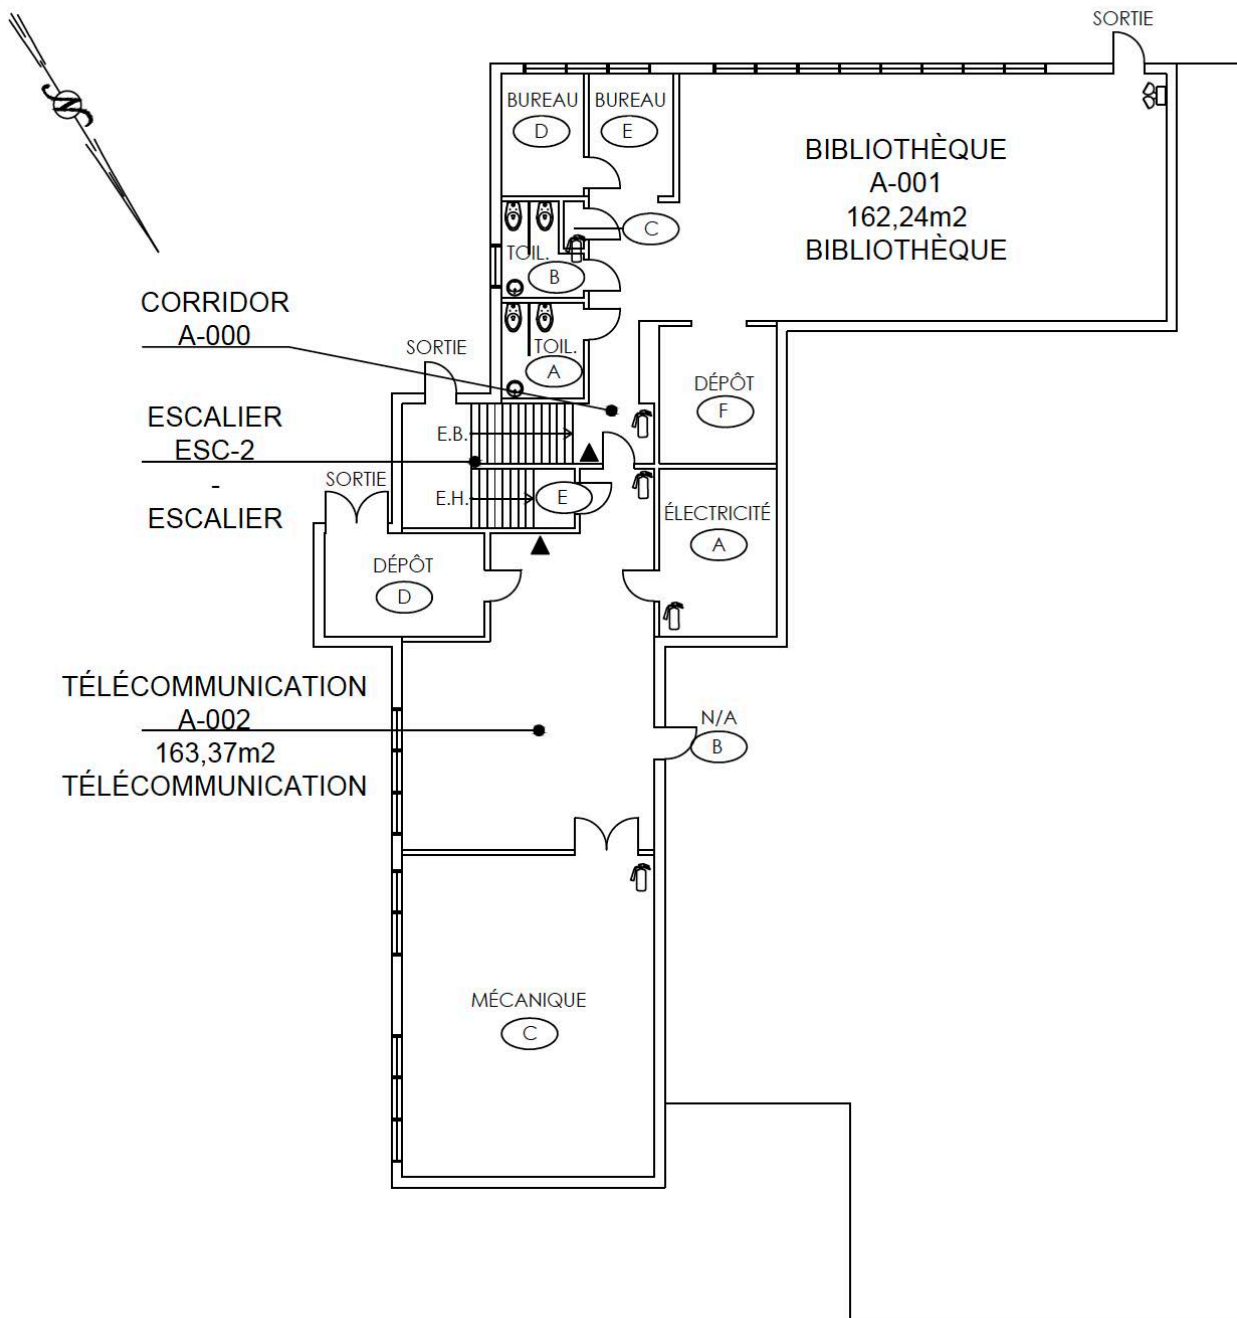 SORTIE
N
BUREAU
D
BUREAU
E
BIBLIOTHÈQUE
A-001
162,24m2
BIBLIOTHÈQUE
C
TOIL.
B
CORRIDOR
A-000
SORTIE
TOIL.
A
DÉPÔT
F
ESCALIER
ESC-2
-
ESCALIER
E.B.
SORTIE
E.H.
E
ÉLECTRICITÉ
A
DÉPÔT
D
TÉLÉCOMMUNICATION
A-002
163,37m2
TÉLÉCOMMUNICATION
N/A
B
MÉCANIQUE
C